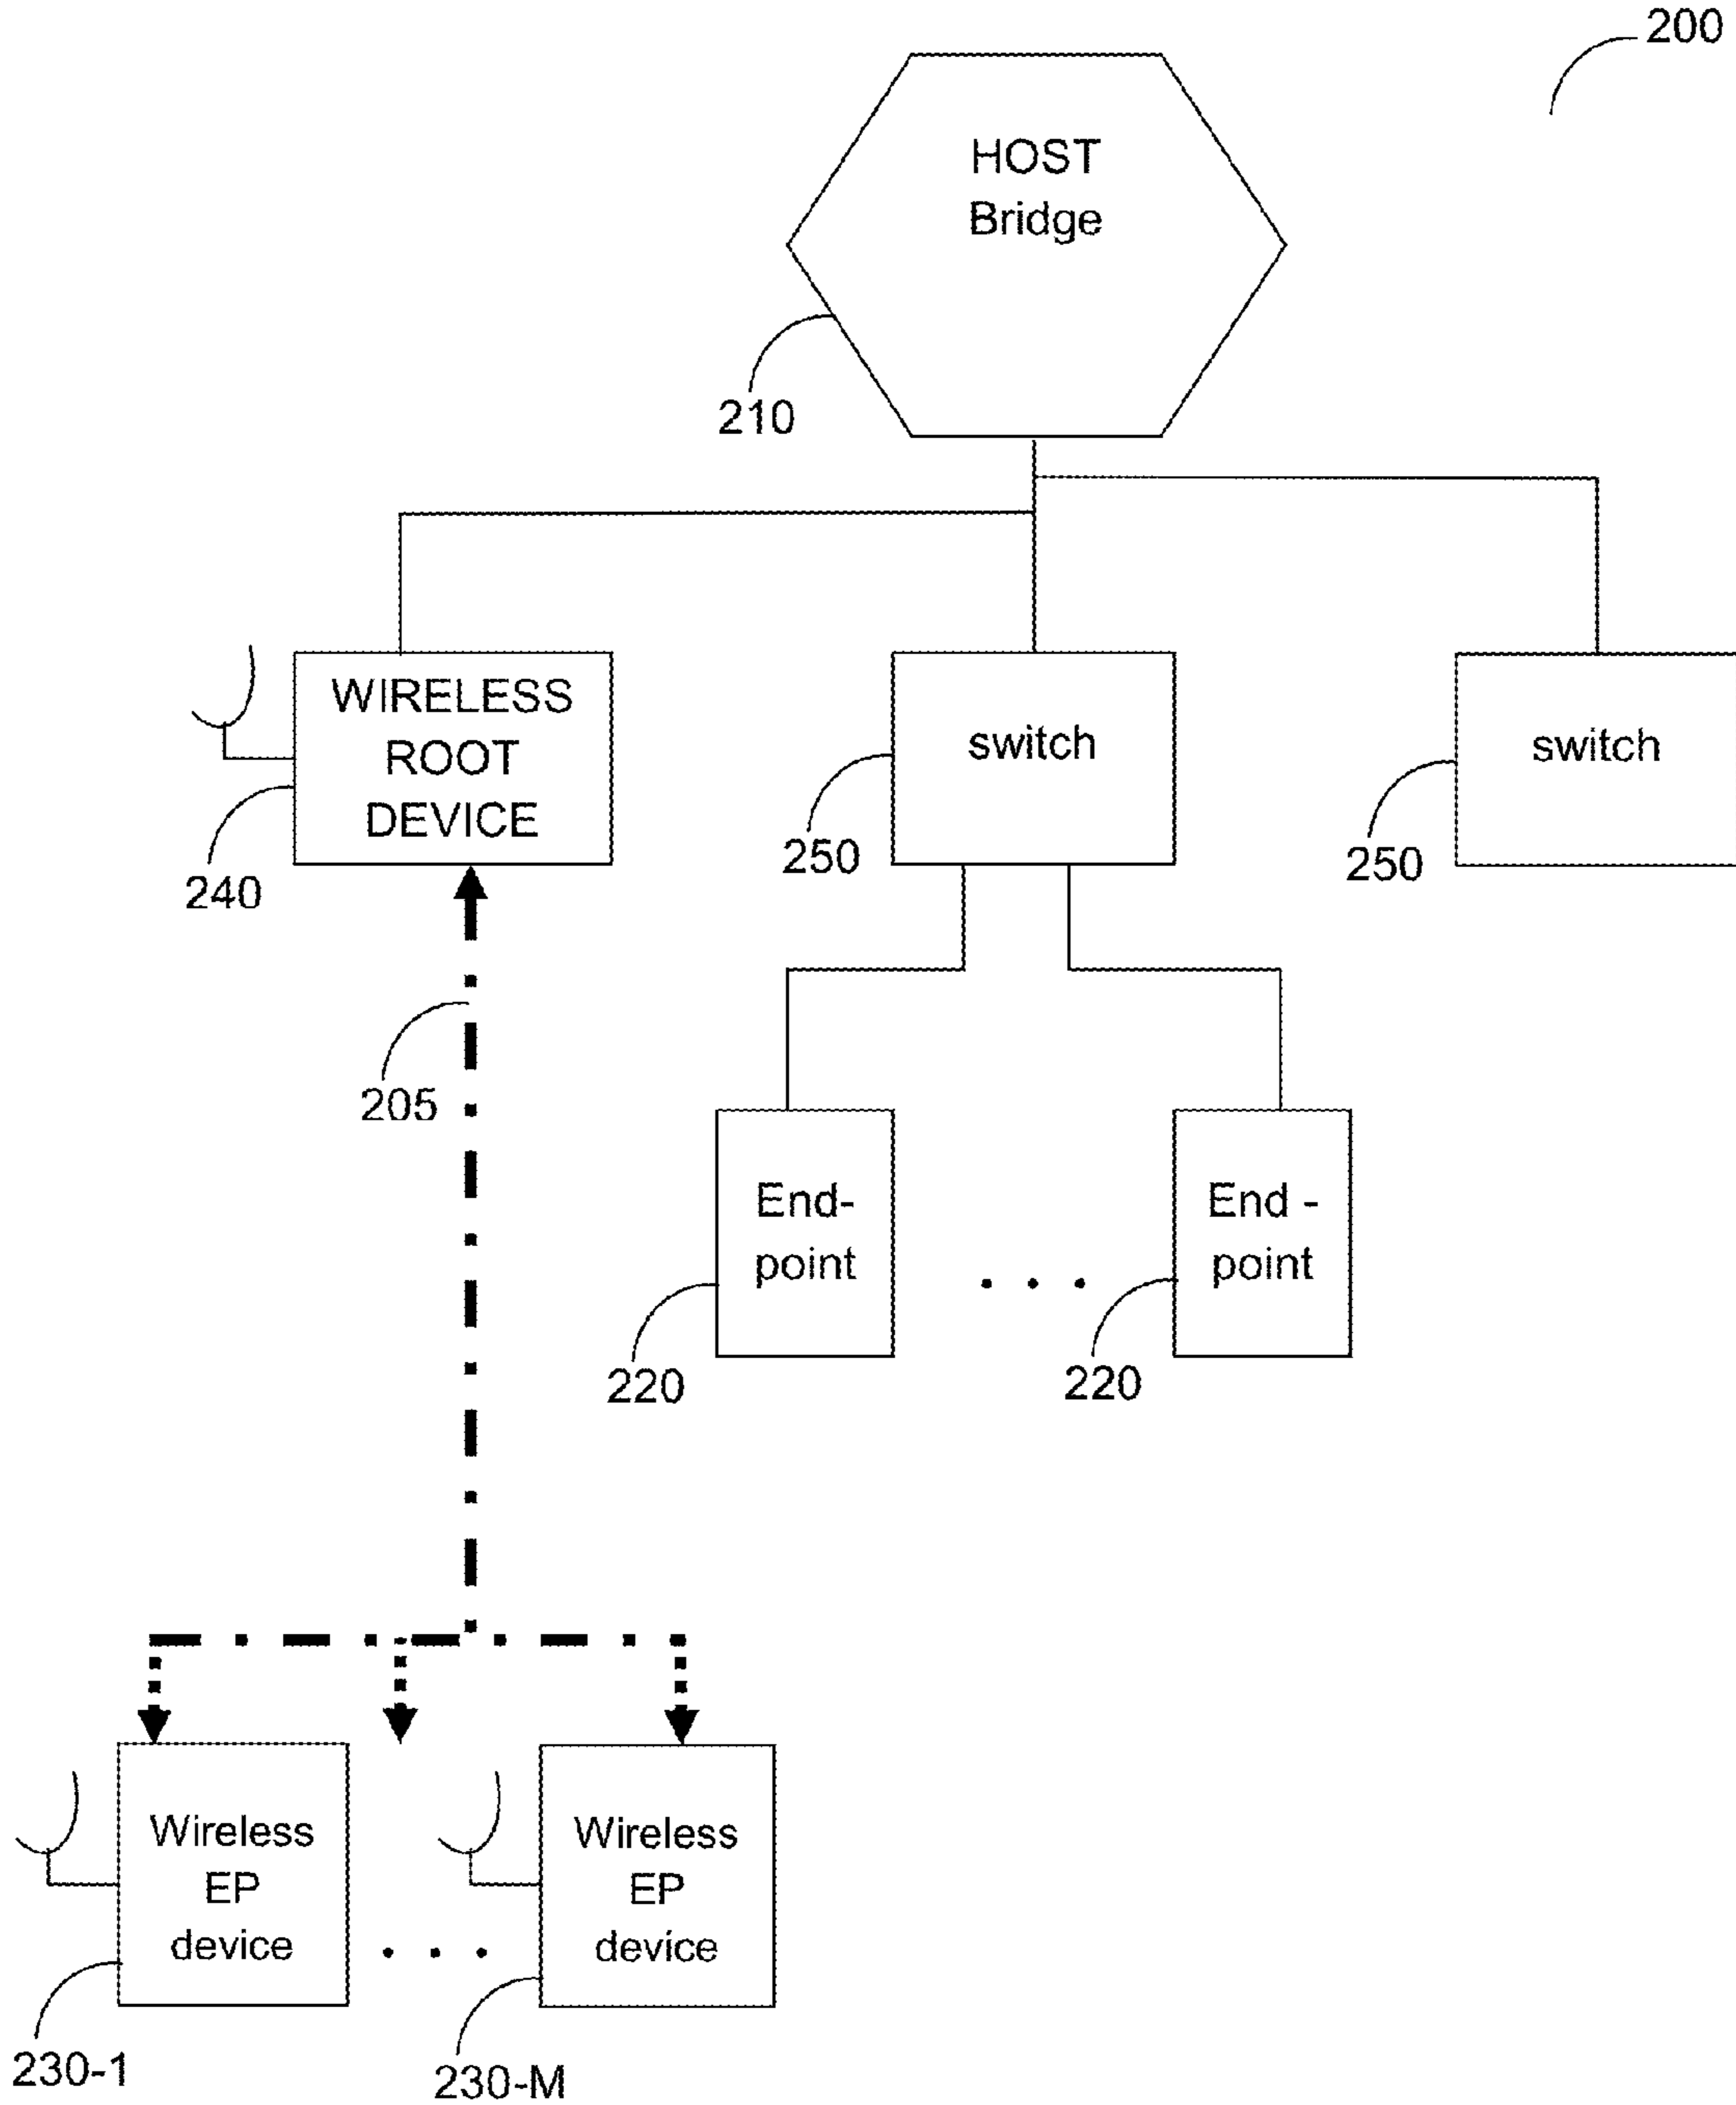 200
HOST
Bridge
210
WIRELESS
ROOT
DEVICE
240
switch
250
switch
250
205
End-
point
220
. . .
End -
point
220
Wireless
EP
device
230-1
. . .
Wireless
EP
device
230-M